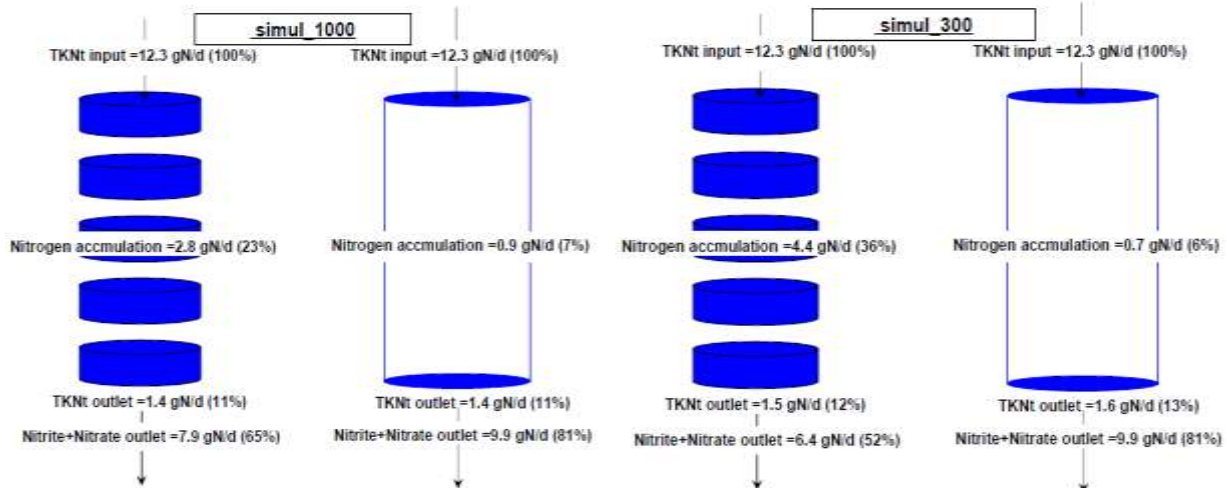 simul_1000
simul_300
TKNt input =12.3 gN/d (100%)
TKNt input =12.3 gN/d (100%)
TKNt input =12.3 gN/d (100%)
TKNt input =12.3 gN/d (100%)
Nitrogen accmulation =2.8 gN/d (23%)
Nitrogen accmulation =0.9 gN/d (7%)
Nitrogen accmulation =4.4 gN/d (36%)
Nitrogen accmulation =0.7 gN/d (6%)
TKNt outlet =1.4 gN/d (11%)
TKNt outlet =1.4 gN/d (11%)
TKNt outlet =1.5 gN/d (12%)
TKNt outlet =1.6 gN/d (13%)
Nitrite+Nitrate outlet =7.9 gN/d (65%)
Nitrite+Nitrate outlet =9.9 gN/d (81%)
Nitrite+Nitrate outlet =6.4 gN/d (52%)
Nitrite+Nitrate outlet =9.9 gN/d (81%)